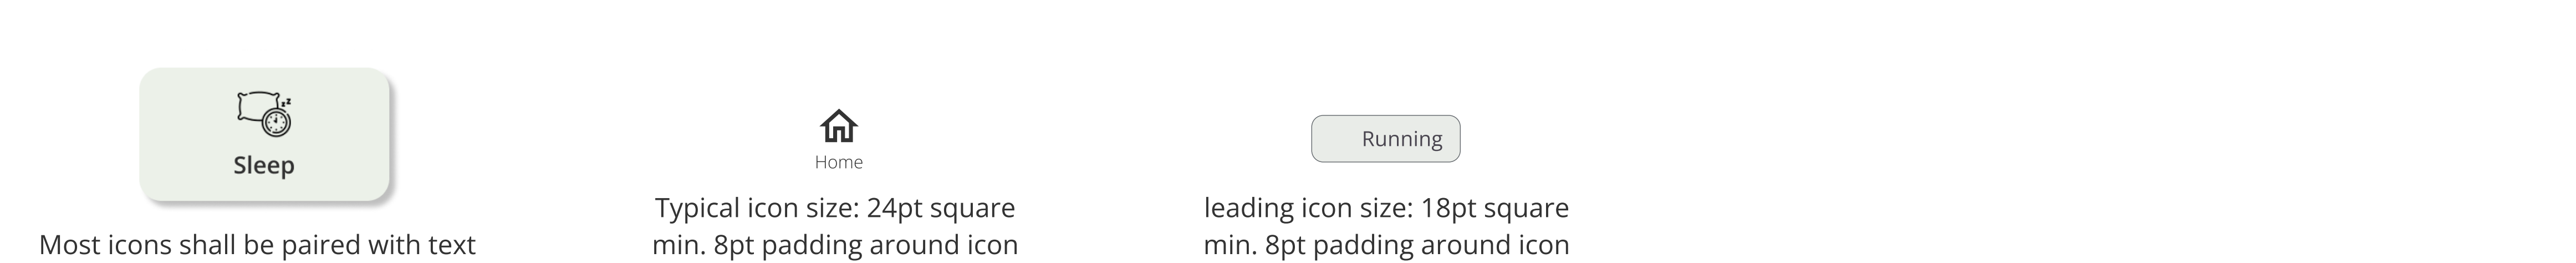 Sleep
Most icons shall be paired with text
Home
Typical icon size: 24pt square
min. 8pt padding around icon
Running
leading icon size: 18pt square
min. 8pt padding around icon